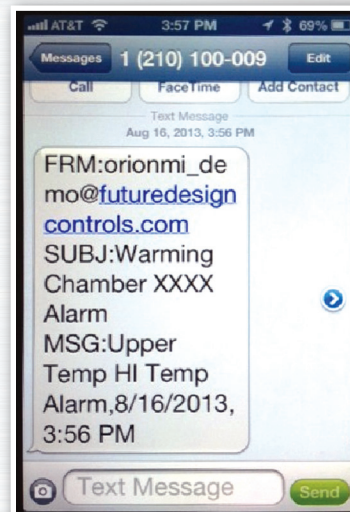 AT&T 3:57 PM 69%
Messages 1 (210) 100-009 Edit
Call FaceTime Add Contact
Text Message
Aug 16, 2013, 3:56 PM
FRM:orionmi_de
mo@futuredesign
controls.com
SUBJ:Warming
Chamber XXXX
Alarm
MSG:Upper
Temp HI Temp
Alarm,8/16/2013,
3:56 PM
Text Message Send